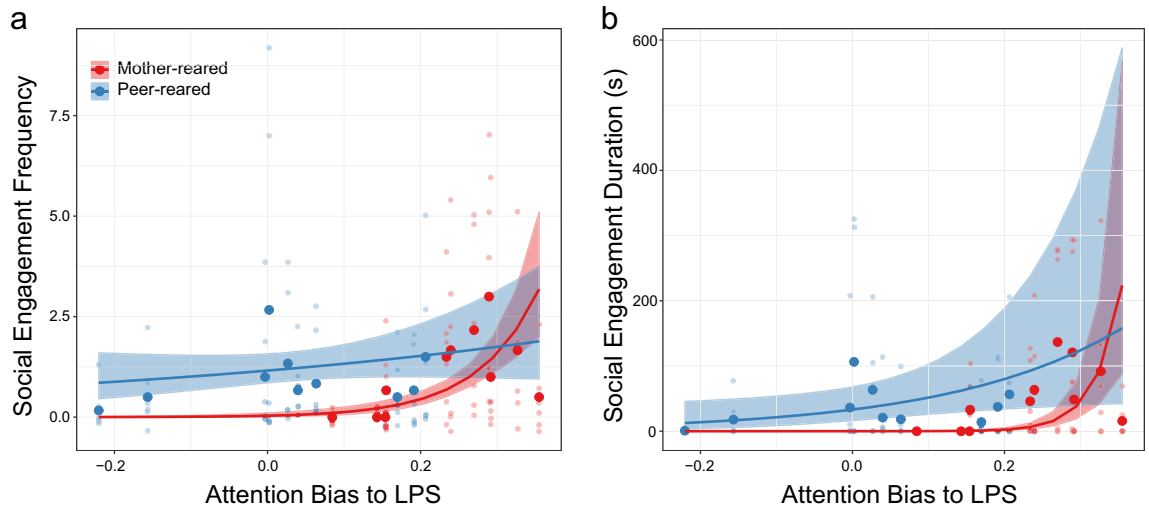 a
Social Engagement Frequency
7.5
5.0
2.5
0.0
Mother-reared
Peer-reared
−0.2
0.0
0.2
Attention Bias to LPS
b
Social Engagement Duration (s)
600
400
200
0
−0.2
0.0
0.2
Attention Bias to LPS